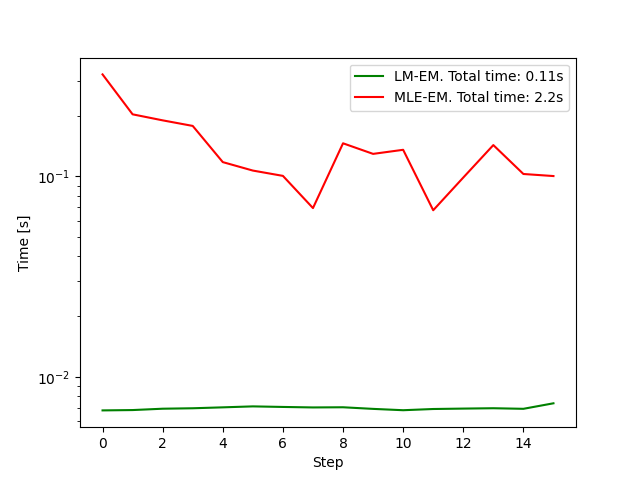 LM-EM. Total time: 0.11s
MLE-EM. Total time: 2.2s
Time [s]
10⁻¹
10⁻²
0 2 4 6 8 10 12 14
Step